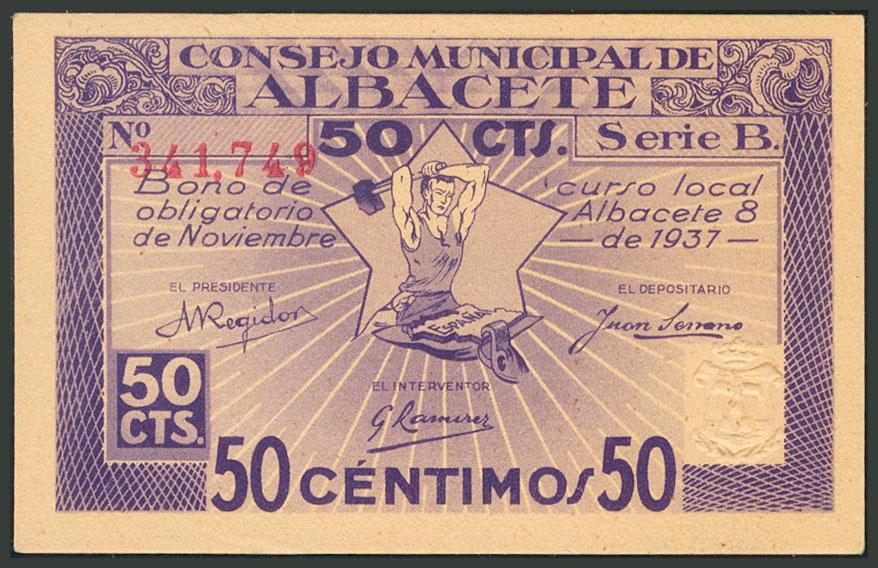 CONSEJO MUNICIPAL DE
ALBACETE
Nº 341,749
50 CTS.
Serie B.
Bono de curso local
obligatorio Albacete 8
de Noviembre — de 1937 —
EL PRESIDENTE
A Regidor
EL DEPOSITARIO
Juan Serrano
ESPAÑA
EL INTERVENTOR
G Ramirez
50
CTS.
50 CÉNTIMOS 50